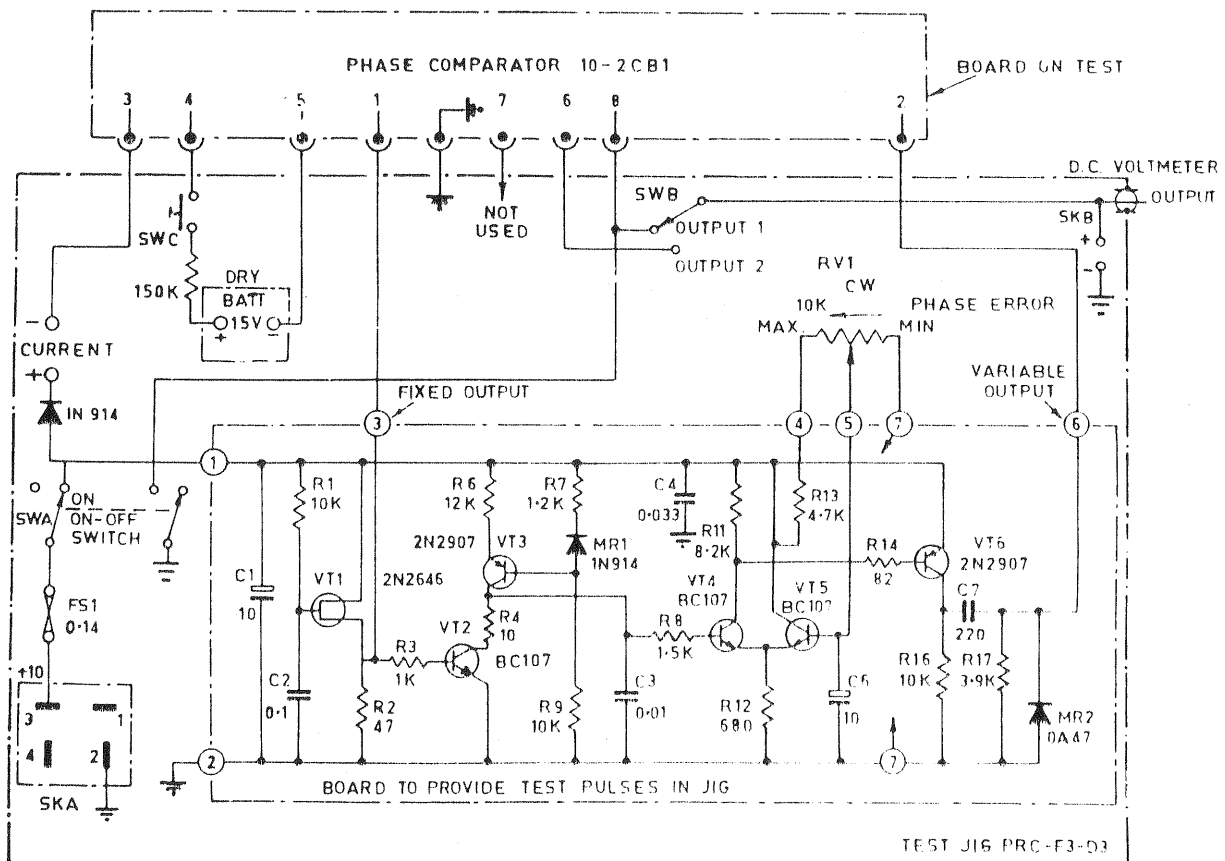 PHASE COMPARATOR 10-2CB1
BOARD ON TEST
3
4
5
1
7
6
8
2
D.C. VOLTMETER
OUTPUT
SWB
SKB
+
-
NOT
USED
OUTPUT 1
OUTPUT 2
SWC
150K
DRY
BATT
15V
+
-
RV1
CW
10K
PHASE ERROR
MAX
MIN
-
CURRENT
+
IN 914
FIXED OUTPUT
VARIABLE
OUTPUT
3
4
5
7
6
1
R1
10K
R6
12K
R7
1·2K
C4
0·033
R11
8·2K
R13
4·7K
R14
82
VT6
2N2907
SWA
ON
ON-OFF
SWITCH
2N2907
VT3
MR1
1N914
C1
10
VT1
2N2646
VT4
BC107
VT5
BC107
C7
220
FS1
0·14
VT2
R4
10
BC107
R3
1K
R8
1·5K
C2
0·1
R2
47
R9
10K
C3
0·01
R12
680
10
R16
10K
R17
3·9K
MR2
0A47
+10
3
1
4
2
SKA
2
7
BOARD TO PROVIDE TEST PULSES IN JIG
TEST JIG PRC-F3-D3